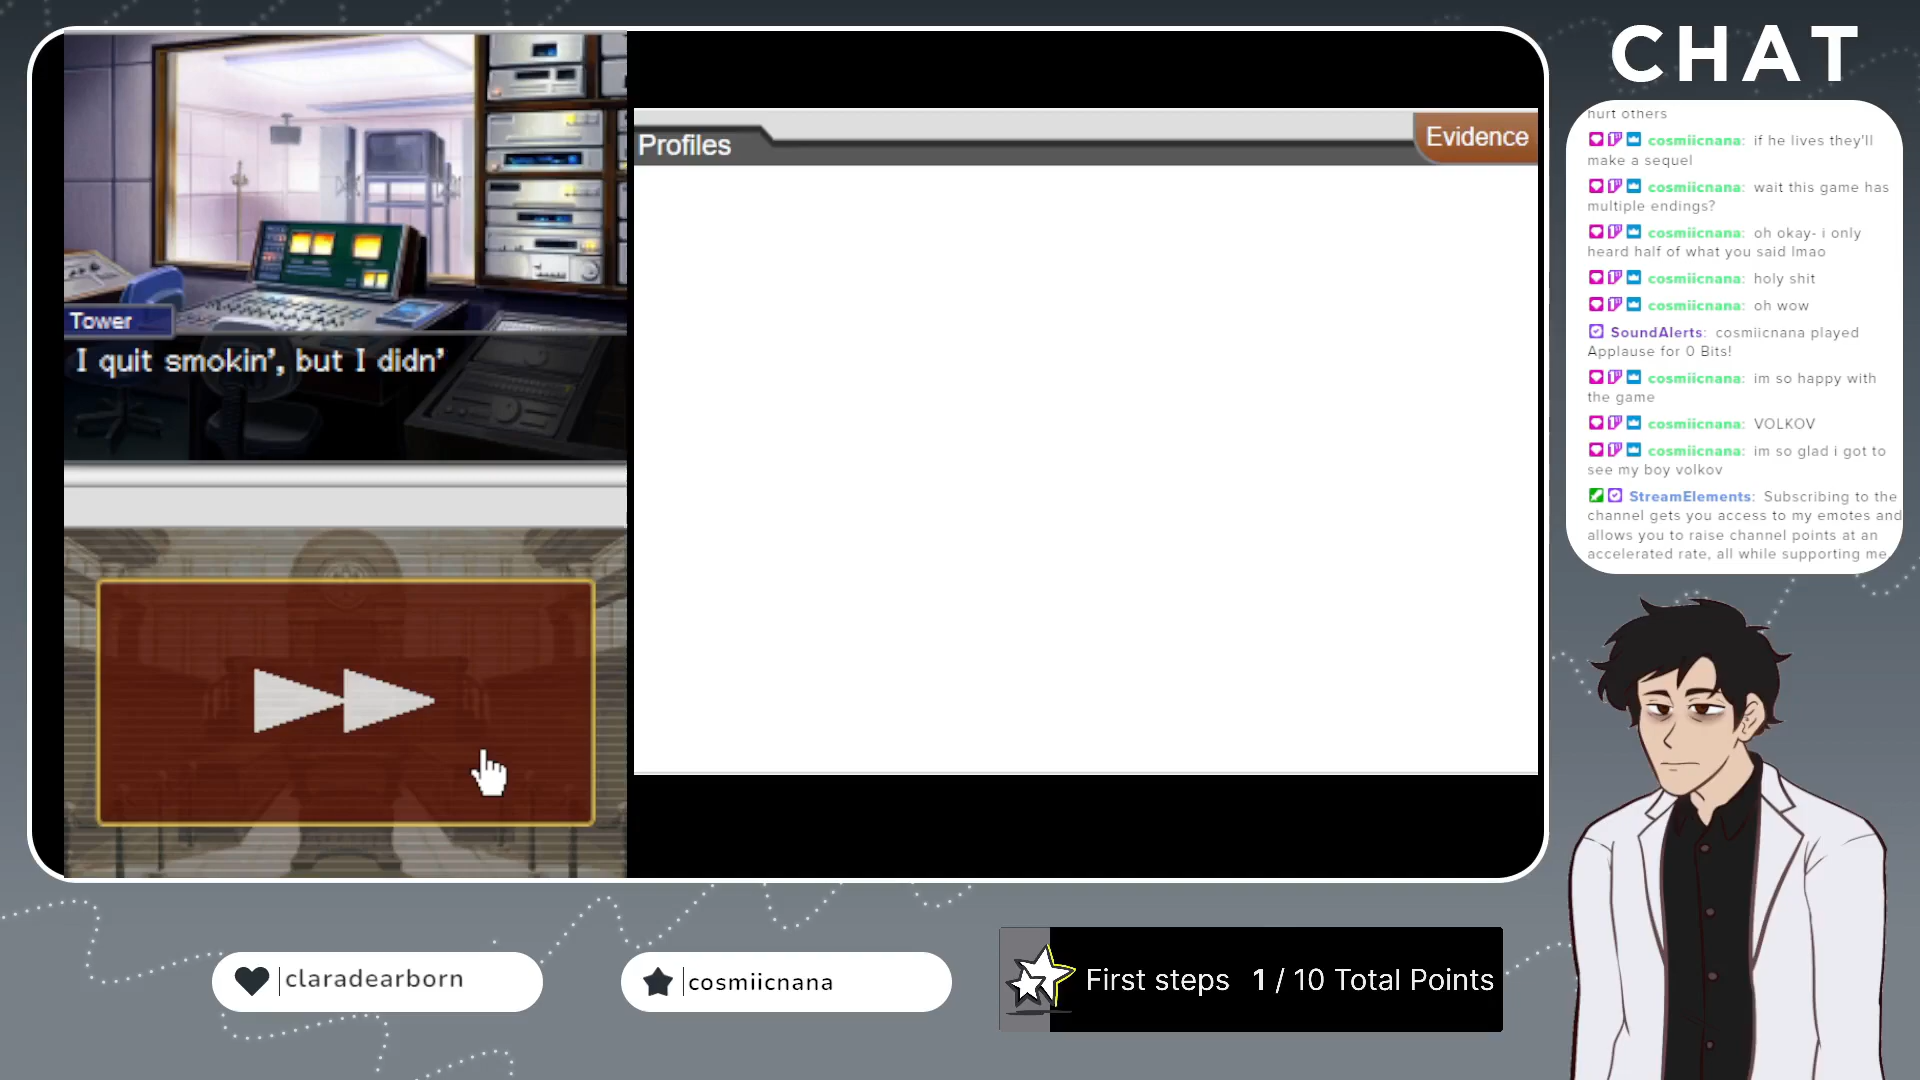 CHAT
hurt others
cosmiicnana: if he lives they'll
make a sequel
cosmiicnana: wait this game has
multiple endings?
cosmiicnana: oh okay- i only
heard half of what you said lmao
cosmiicnana: holy shit
cosmiicnana: oh wow
SoundAlerts: cosmiicnana played
Applause for 0 Bits!
cosmiicnana: im so happy with
the game
cosmiicnana: VOLKOV
cosmiicnana: im so glad i got to
see my boy volkov
StreamElements: Subscribing to the
channel gets you access to my emotes and
allows you to raise channel points at an
accelerated rate, all while supporting me.
Profiles
Evidence
Tower
I quit smokin', but I didn'
claradearborn
cosmiicnana
First steps 1 / 10 Total Points